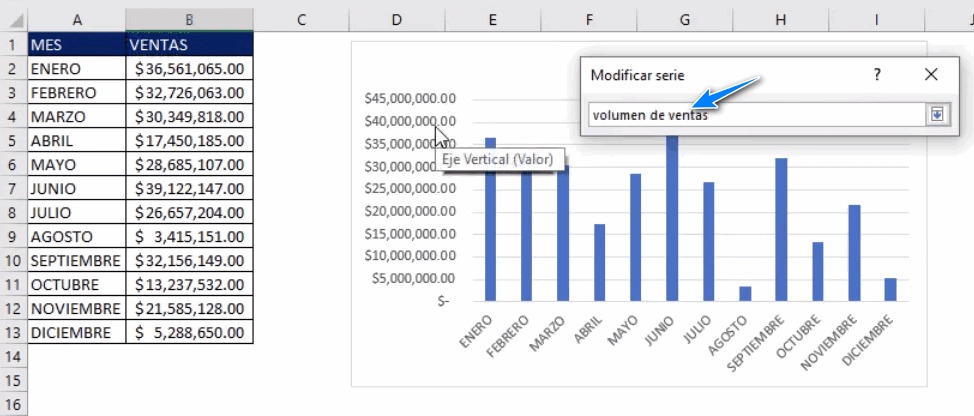 A B C D E F G H I J
1 MES VENTAS
2 ENERO $36,561,065.00
3 FEBRERO $32,726,063.00
4 MARZO $30,349,818.00
5 ABRIL $17,450,185.00
6 MAYO $28,685,107.00
7 JUNIO $39,122,147.00
8 JULIO $26,657,204.00
9 AGOSTO $ 3,415,151.00
10 SEPTIEMBRE $32,156,149.00
11 OCTUBRE $13,237,532.00
12 NOVIEMBRE $21,585,128.00
13 DICIEMBRE $ 5,288,650.00
14
15
16
Modificar serie ?
volumen de ventas
$45,000,000.00
$40,000,000.00
$35,000,000.00
Eje Vertical (Valor)
$25,000,000.00
$20,000,000.00
$15,000,000.00
$10,000,000.00
$5,000,000.00
$-
ENERO FEBRERO MARZO ABRIL MAYO JUNIO JULIO AGOSTO SEPTIEMBRE OCTUBRE NOVIEMBRE DICIEMBRE